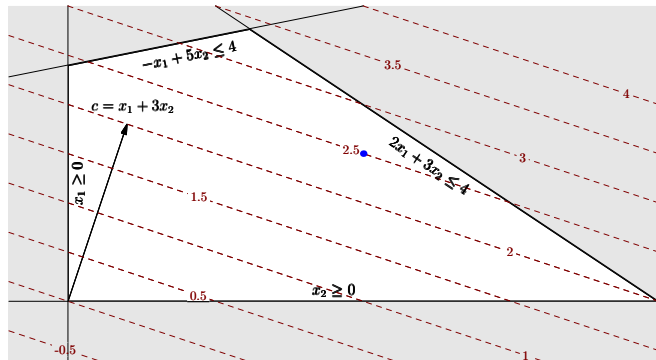 -x₁ + 5x₂ ≤ 4
3.5
4
c = x₁ + 3x₂
2.5
2x₁ + 3x₂ ≤ 4
3
x₁ ≥ 0
1.5
2
0.5
x₂ ≥ 0
-0.5
1